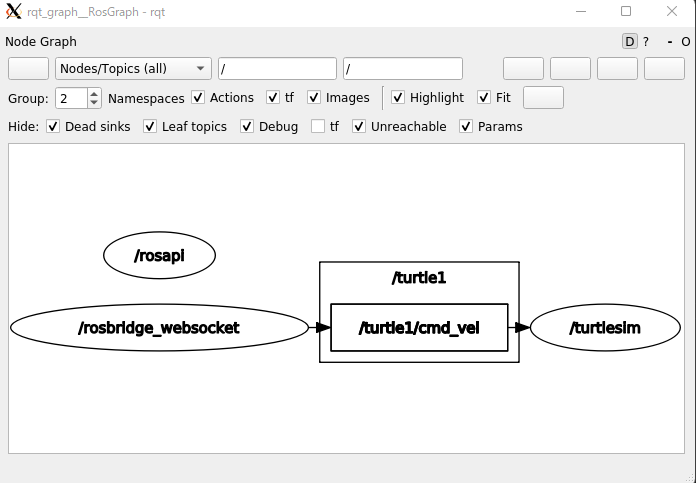 rqt_graph__RosGraph - rqt
Node Graph D ? - O
Nodes/Topics (all) / /
Group: 2 Namespaces Actions tf Images Highlight Fit
Hide: Dead sinks Leaf topics Debug tf Unreachable Params
/rosapi
/turtle1
/rosbridge_websocket /turtle1/cmd_vel /turtlesim